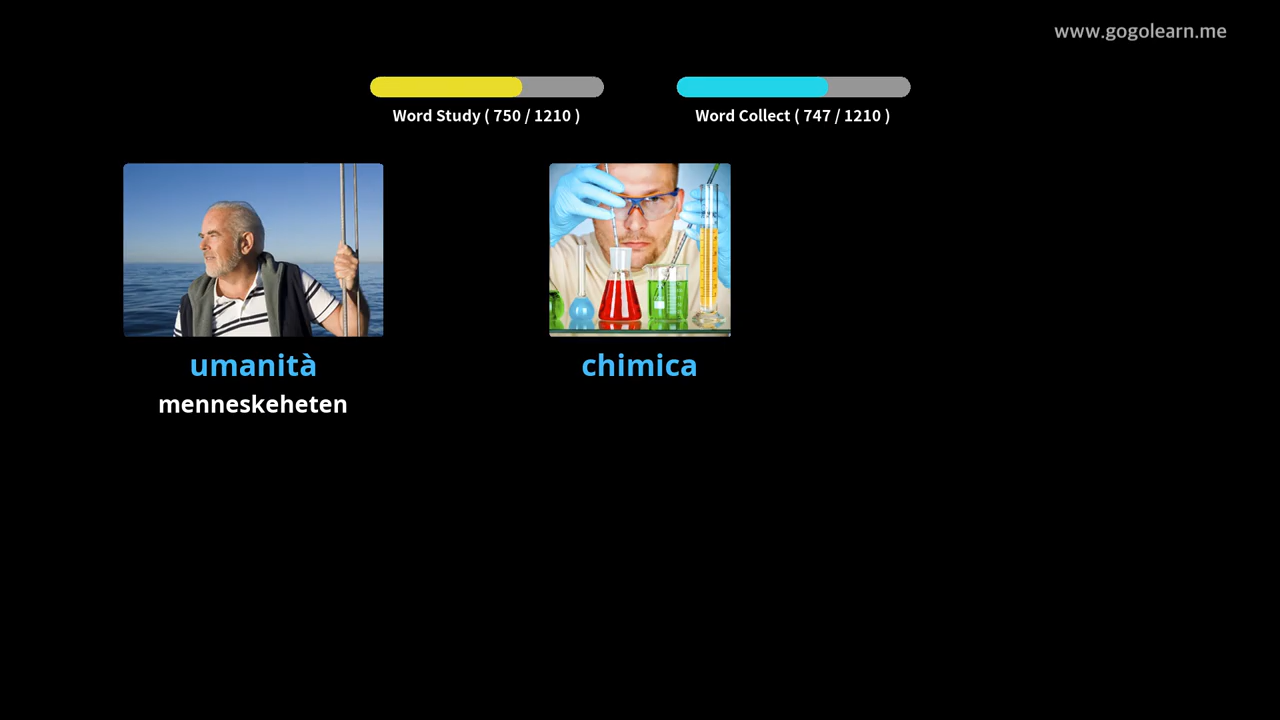 www.gogolearn.me
Word Study ( 750 / 1210 )
Word Collect ( 747 / 1210 )
umanità
chimica
menneskeheten